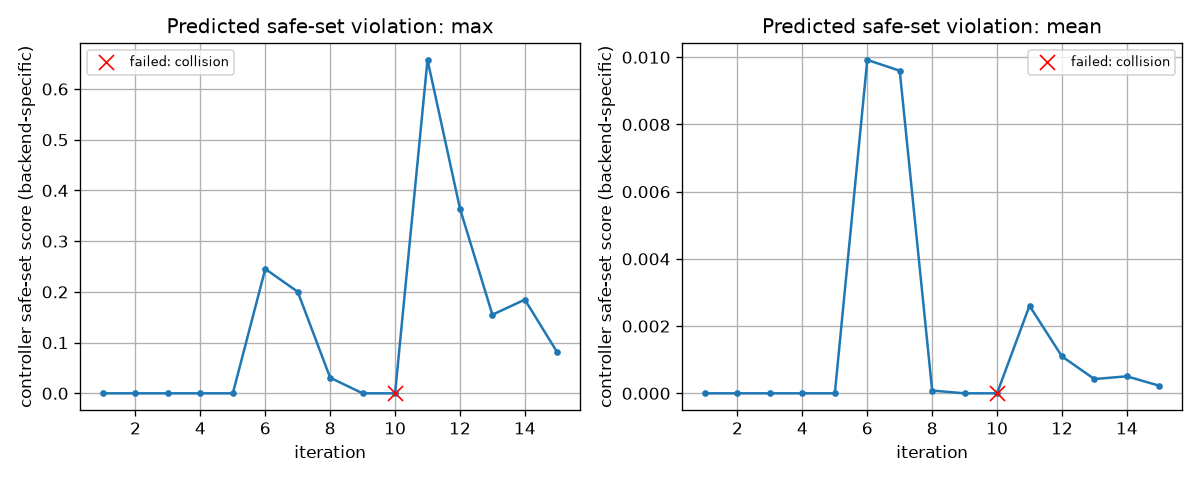 Predicted safe-set violation: max
controller safe-set score (backend-specific)
failed: collision
0.6
0.5
0.4
0.3
0.2
0.1
0.0
2 4 6 8 10 12 14
iteration
Predicted safe-set violation: mean
controller safe-set score (backend-specific)
failed: collision
0.010
0.008
0.006
0.004
0.002
0.000
2 4 6 8 10 12 14
iteration